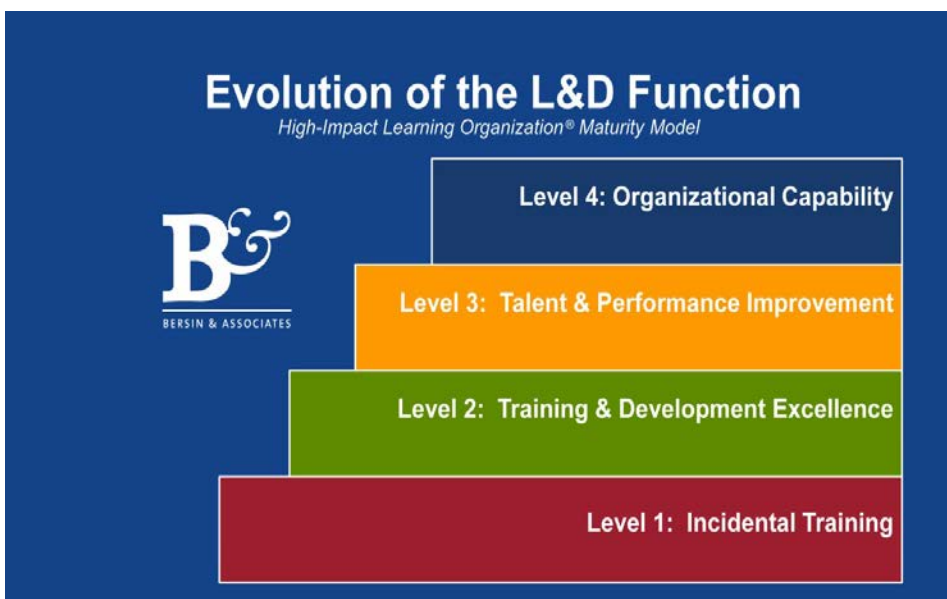 Evolution of the L&D Function
High-Impact Learning Organization® Maturity Model
Level 4: Organizational Capability
B&
BERSIN & ASSOCIATES
Level 3: Talent & Performance Improvement
Level 2: Training & Development Excellence
Level 1: Incidental Training